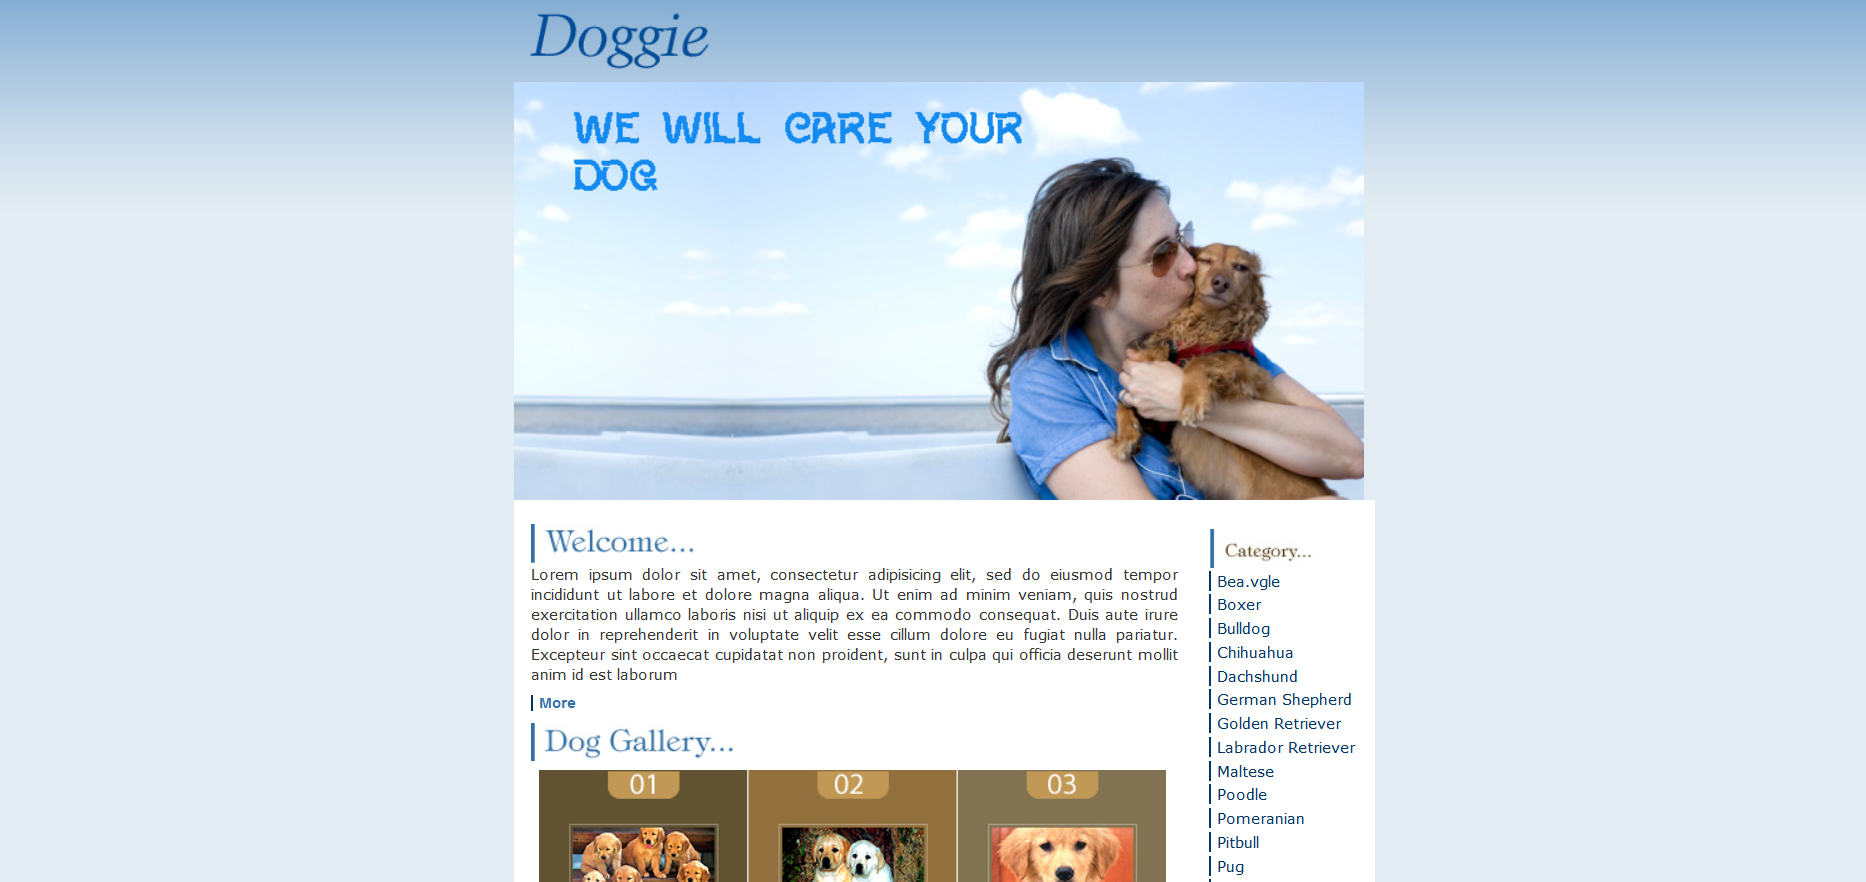 Doggie
WE WILL CARE YOUR
DOG
Welcome...
Lorem ipsum dolor sit amet, consectetur adipisicing elit, sed do eiusmod tempor
incididunt ut labore et dolore magna aliqua. Ut enim ad minim veniam, quis nostrud
exercitation ullamco laboris nisi ut aliquip ex ea commodo consequat. Duis aute irure
dolor in reprehenderit in voluptate velit esse cillum dolore eu fugiat nulla pariatur.
Excepteur sint occaecat cupidatat non proident, sunt in culpa qui officia deserunt mollit
anim id est laborum
More
Dog Gallery...
01
02
03
Category...
Bea.vgle
Boxer
Bulldog
Chihuahua
Dachshund
German Shepherd
Golden Retriever
Labrador Retriever
Maltese
Poodle
Pomeranian
Pitbull
Pug